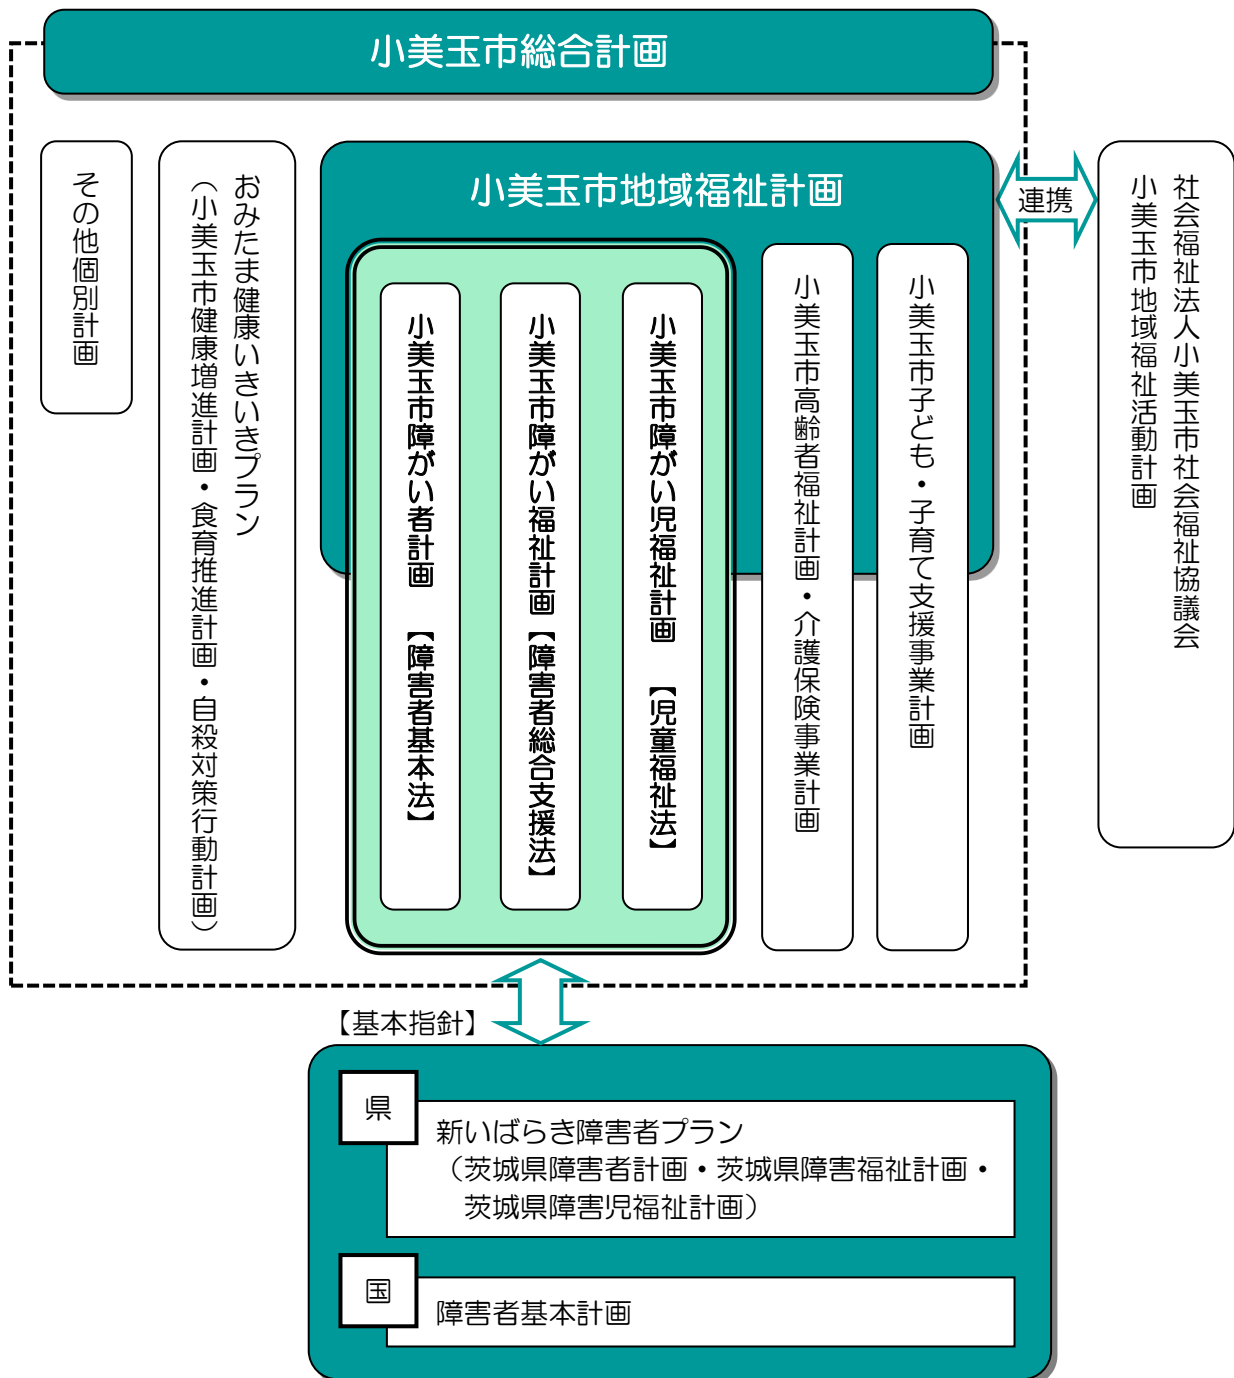 小美玉市総合計画
その他個別計画
おみたま健康いきいきプラン
（小美玉市健康増進計画・食育推進計画・自殺対策行動計画）
小美玉市地域福祉計画
小美玉市障がい者計画　【障害者基本法】
小美玉市障がい福祉計画【障害者総合支援法】
小美玉市障がい児福祉計画　【児童福祉法】
小美玉市高齢者福祉計画・介護保険事業計画
小美玉市子ども・子育て支援事業計画
連携
社会福祉法人小美玉市社会福祉協議会
小美玉市地域福祉活動計画
【基本指針】
県
新いばらき障害者プラン
（茨城県障害者計画・茨城県障害福祉計画・
茨城県障害児福祉計画）
国
障害者基本計画